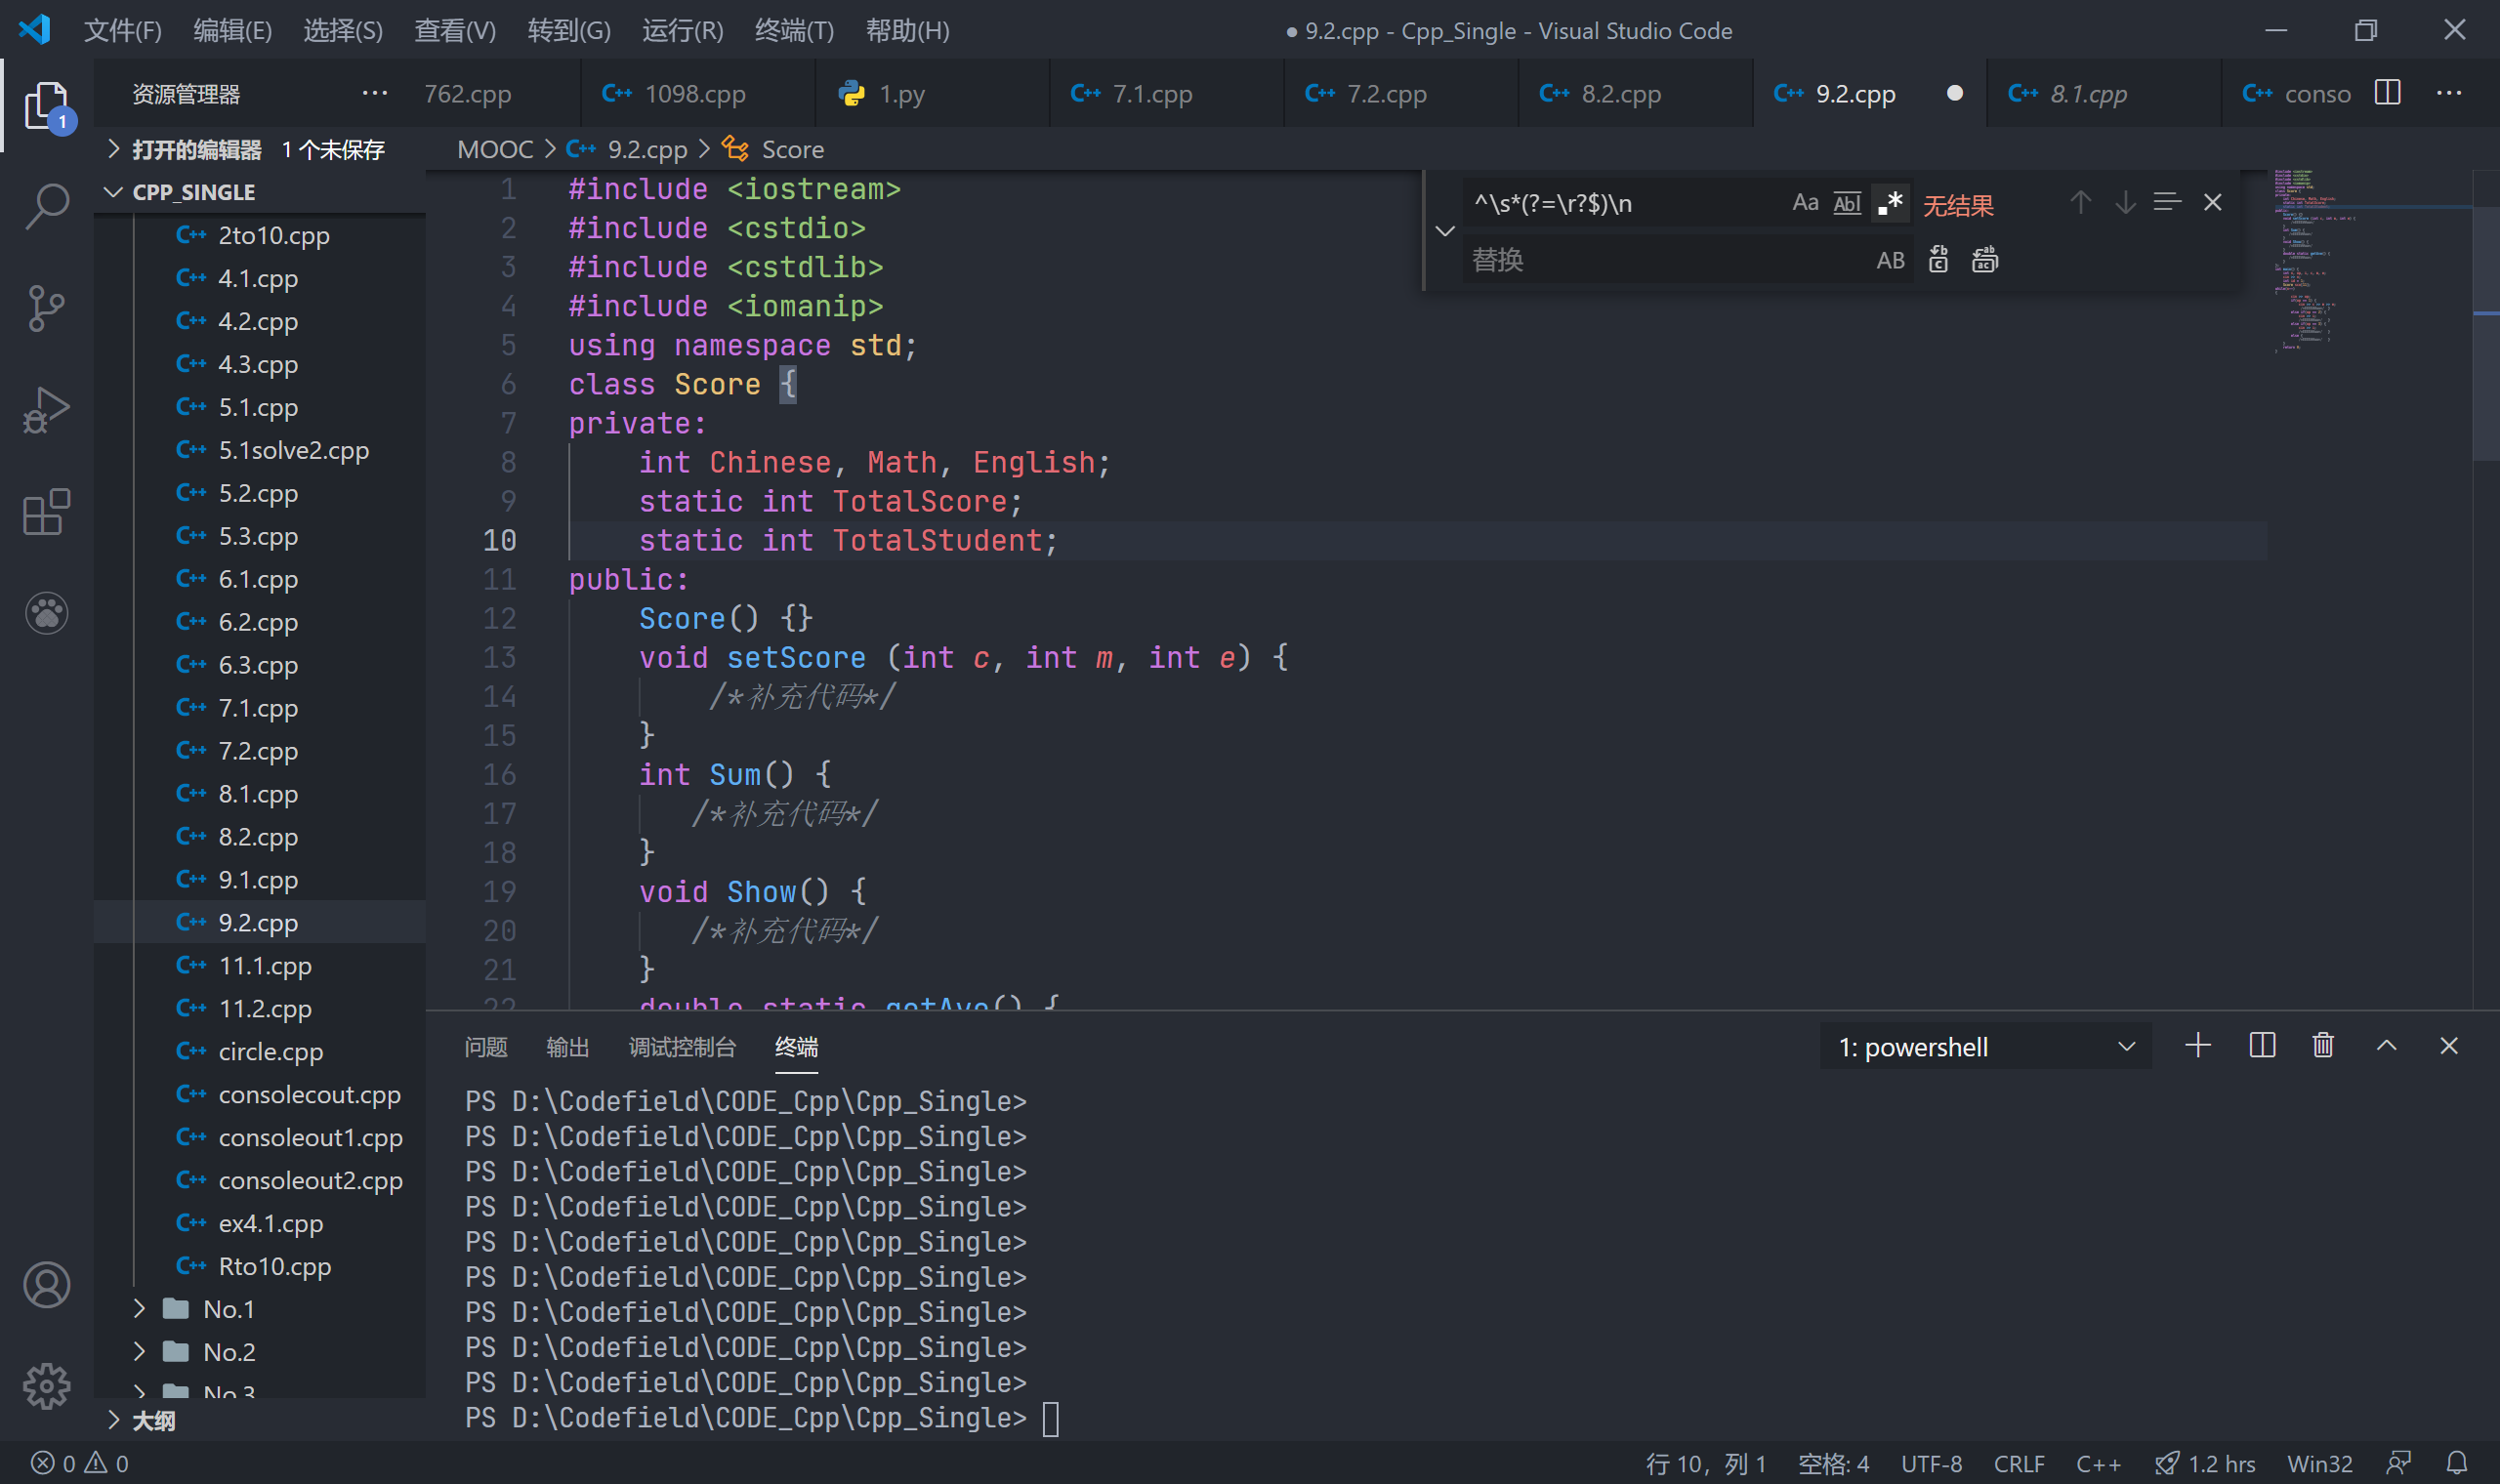 文件(F) 编辑(E) 选择(S) 查看(V) 转到(G) 运行(R) 终端(T) 帮助(H) ● 9.2.cpp - Cpp_Single - Visual Studio Code
资源管理器 ··· 762.cpp C++ 1098.cpp 1.py C++ 7.1.cpp C++ 7.2.cpp C++ 8.2.cpp C++ 9.2.cpp ● C++ 8.1.cpp C++ conso ···
1
打开的编辑器 1 个未保存
MOOC > C++ 9.2.cpp > Score
CPP_SINGLE
C++ 2to10.cpp
C++ 4.1.cpp
C++ 4.2.cpp
C++ 4.3.cpp
C++ 5.1.cpp
C++ 5.1solve2.cpp
C++ 5.2.cpp
C++ 5.3.cpp
C++ 6.1.cpp
C++ 6.2.cpp
C++ 6.3.cpp
C++ 7.1.cpp
C++ 7.2.cpp
C++ 8.1.cpp
C++ 8.2.cpp
C++ 9.1.cpp
C++ 9.2.cpp
C++ 11.1.cpp
C++ 11.2.cpp
C++ circle.cpp
C++ consolecout.cpp
C++ consoleout1.cpp
C++ consoleout2.cpp
C++ ex4.1.cpp
C++ Rto10.cpp
No.1
No.2
No.3
大纲
1 #include <iostream>
2 #include <cstdio>
3 #include <cstdlib>
4 #include <iomanip>
5 using namespace std;
6 class Score {
7 private:
8 int Chinese, Math, English;
9 static int TotalScore;
10 static int TotalStudent;
11 public:
12 Score() {}
13 void setScore (int c, int m, int e) {
14 /*补充代码*/
15 }
16 int Sum() {
17 /*补充代码*/
18 }
19 void Show() {
20 /*补充代码*/
21 }
22 double static getAve() {
^\s*(?=\r?$)\n Aa Abl .* 无结果
替换 AB
问题 输出 调试控制台 终端 1: powershell
PS D:\Codefield\CODE_Cpp\Cpp_Single>
PS D:\Codefield\CODE_Cpp\Cpp_Single>
PS D:\Codefield\CODE_Cpp\Cpp_Single>
PS D:\Codefield\CODE_Cpp\Cpp_Single>
PS D:\Codefield\CODE_Cpp\Cpp_Single>
PS D:\Codefield\CODE_Cpp\Cpp_Single>
PS D:\Codefield\CODE_Cpp\Cpp_Single>
PS D:\Codefield\CODE_Cpp\Cpp_Single>
PS D:\Codefield\CODE_Cpp\Cpp_Single>
PS D:\Codefield\CODE_Cpp\Cpp_Single>
0 0 行 10，列 1 空格: 4 UTF-8 CRLF C++ 1.2 hrs Win32